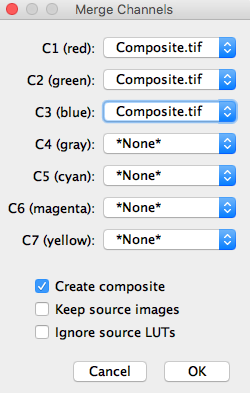 Merge Channels
C1 (red): Composite.tif
C2 (green): Composite.tif
C3 (blue): Composite.tif
C4 (gray): *None*
C5 (cyan): *None*
C6 (magenta): *None*
C7 (yellow): *None*
Create composite
Keep source images
Ignore source LUTs
Cancel OK